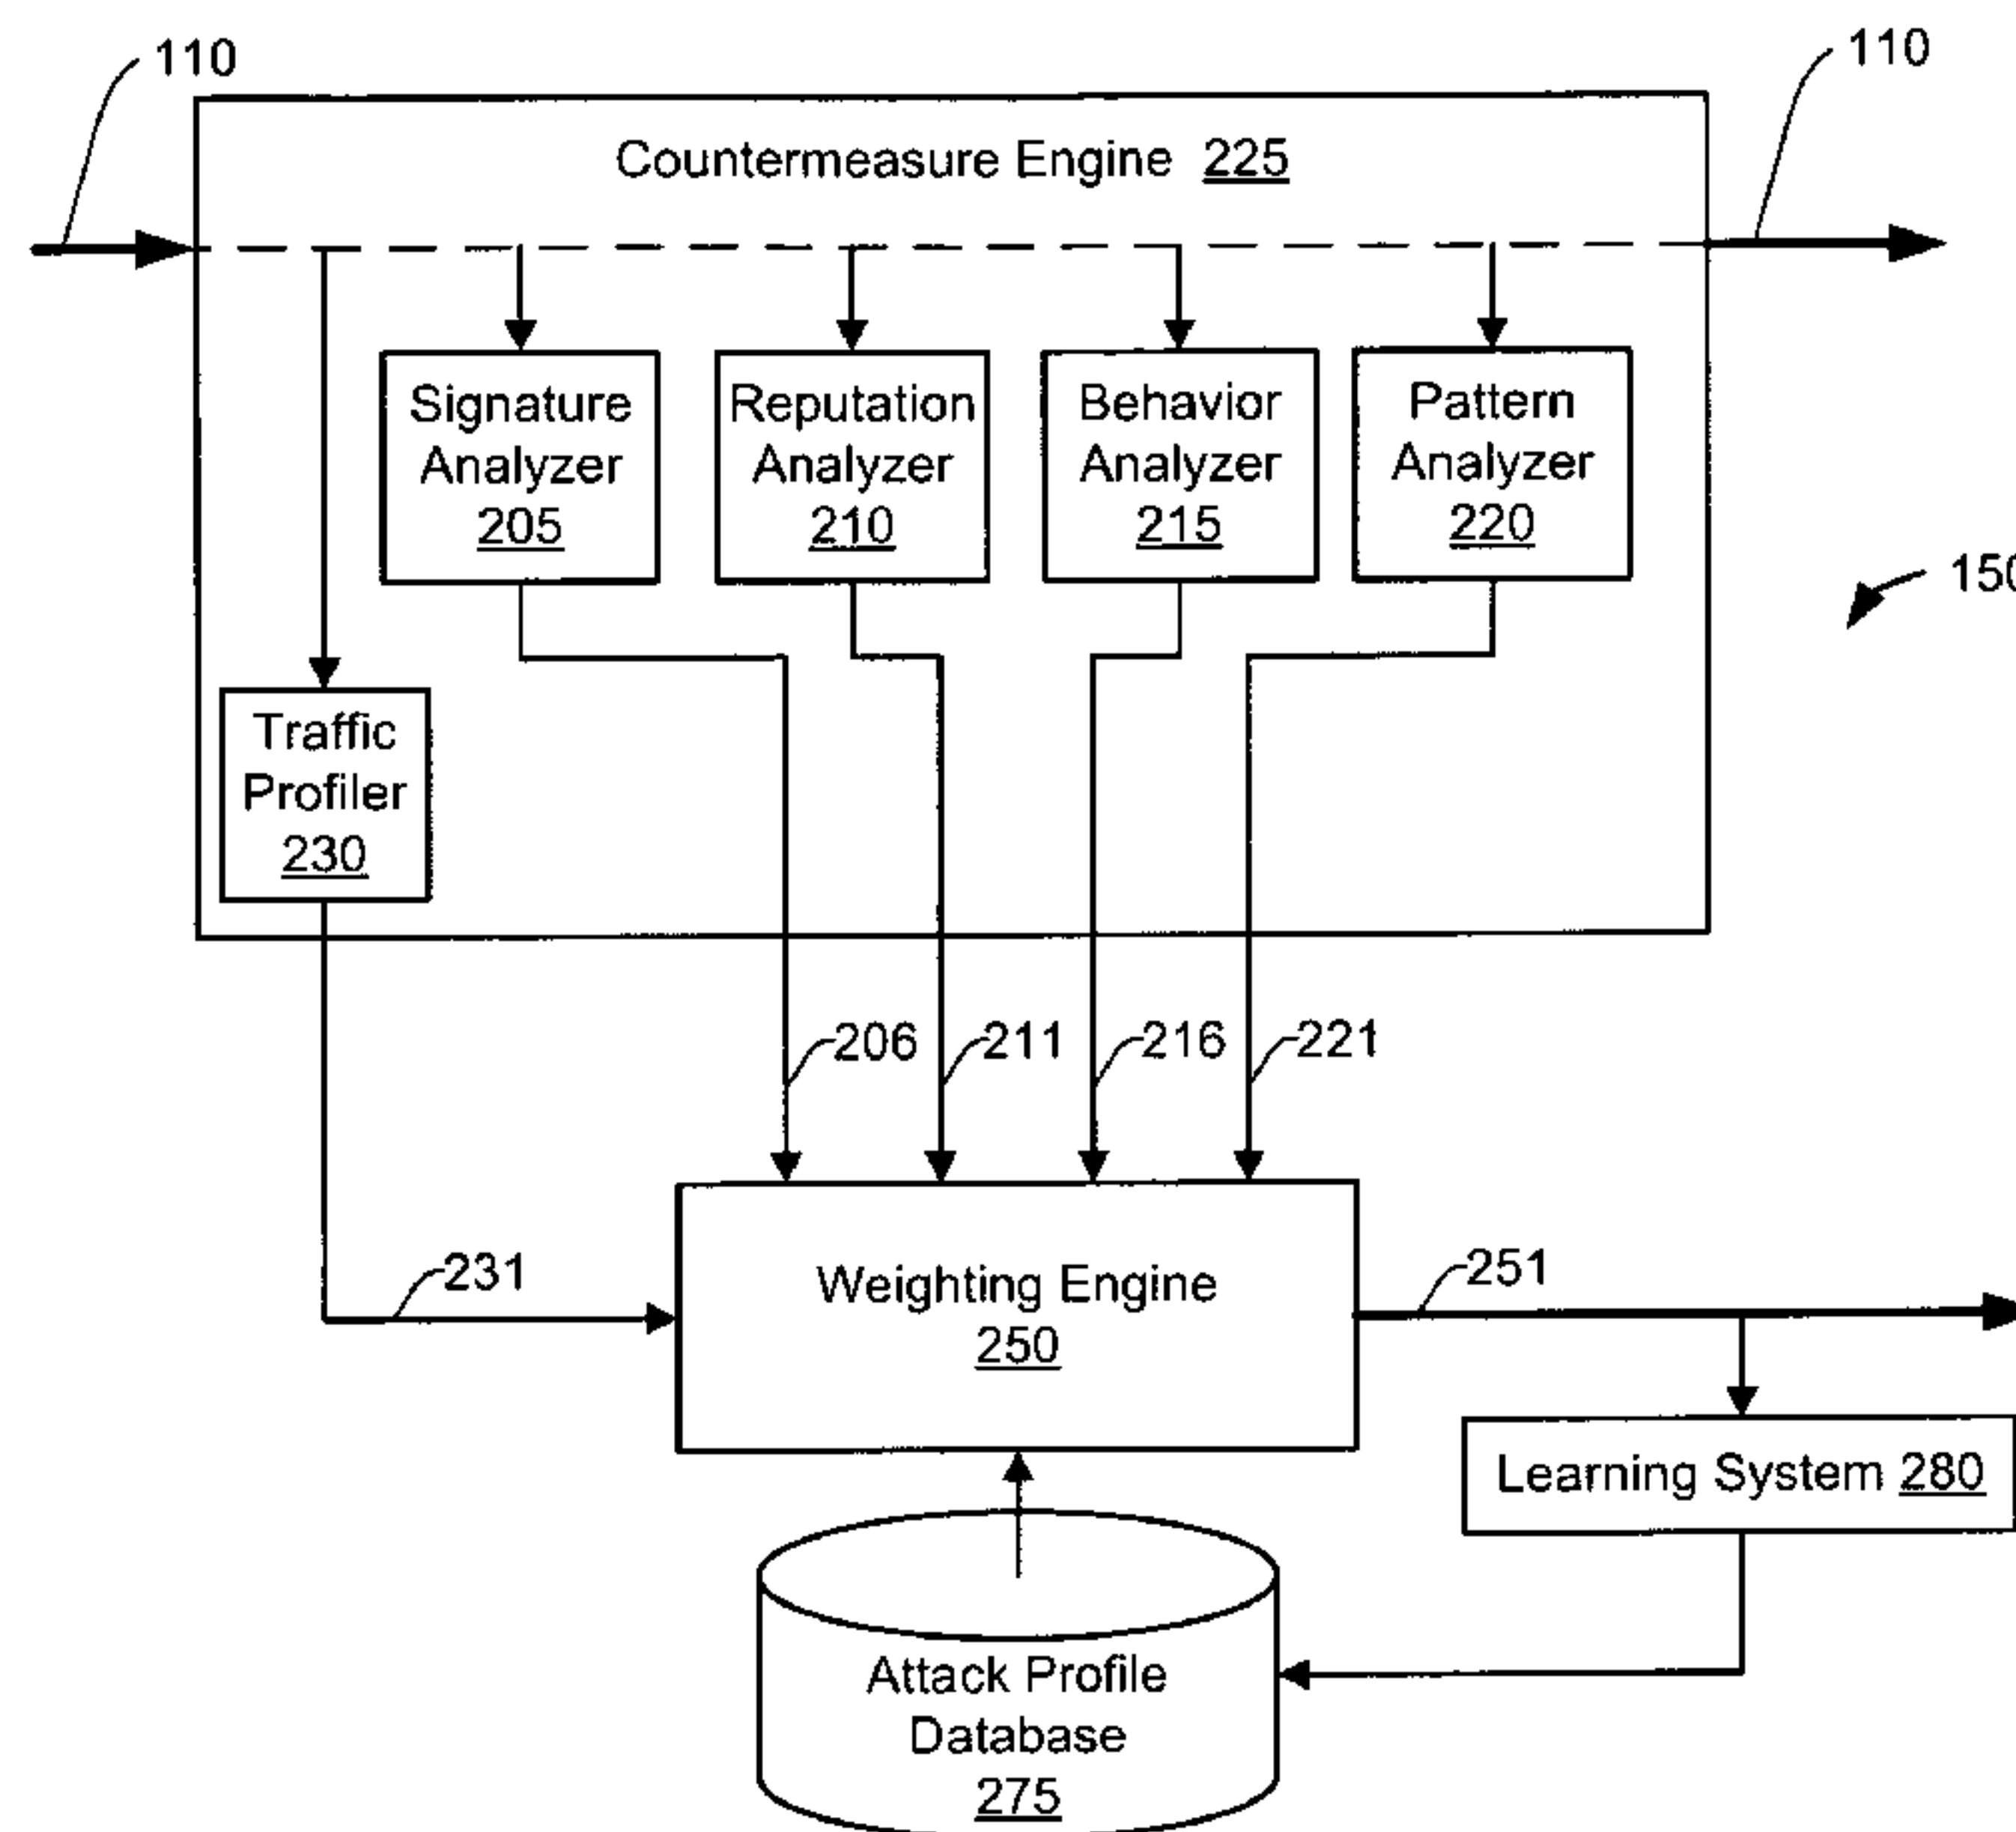 110
110
Countermeasure Engine 225
Signature
Analyzer
205
Reputation
Analyzer
210
Behavior
Analyzer
215
Pattern
Analyzer
220
150
Traffic
Profiler
230
206
211
216
221
231
Weighting Engine
250
251
Learning System 280
Attack Profile
Database
275